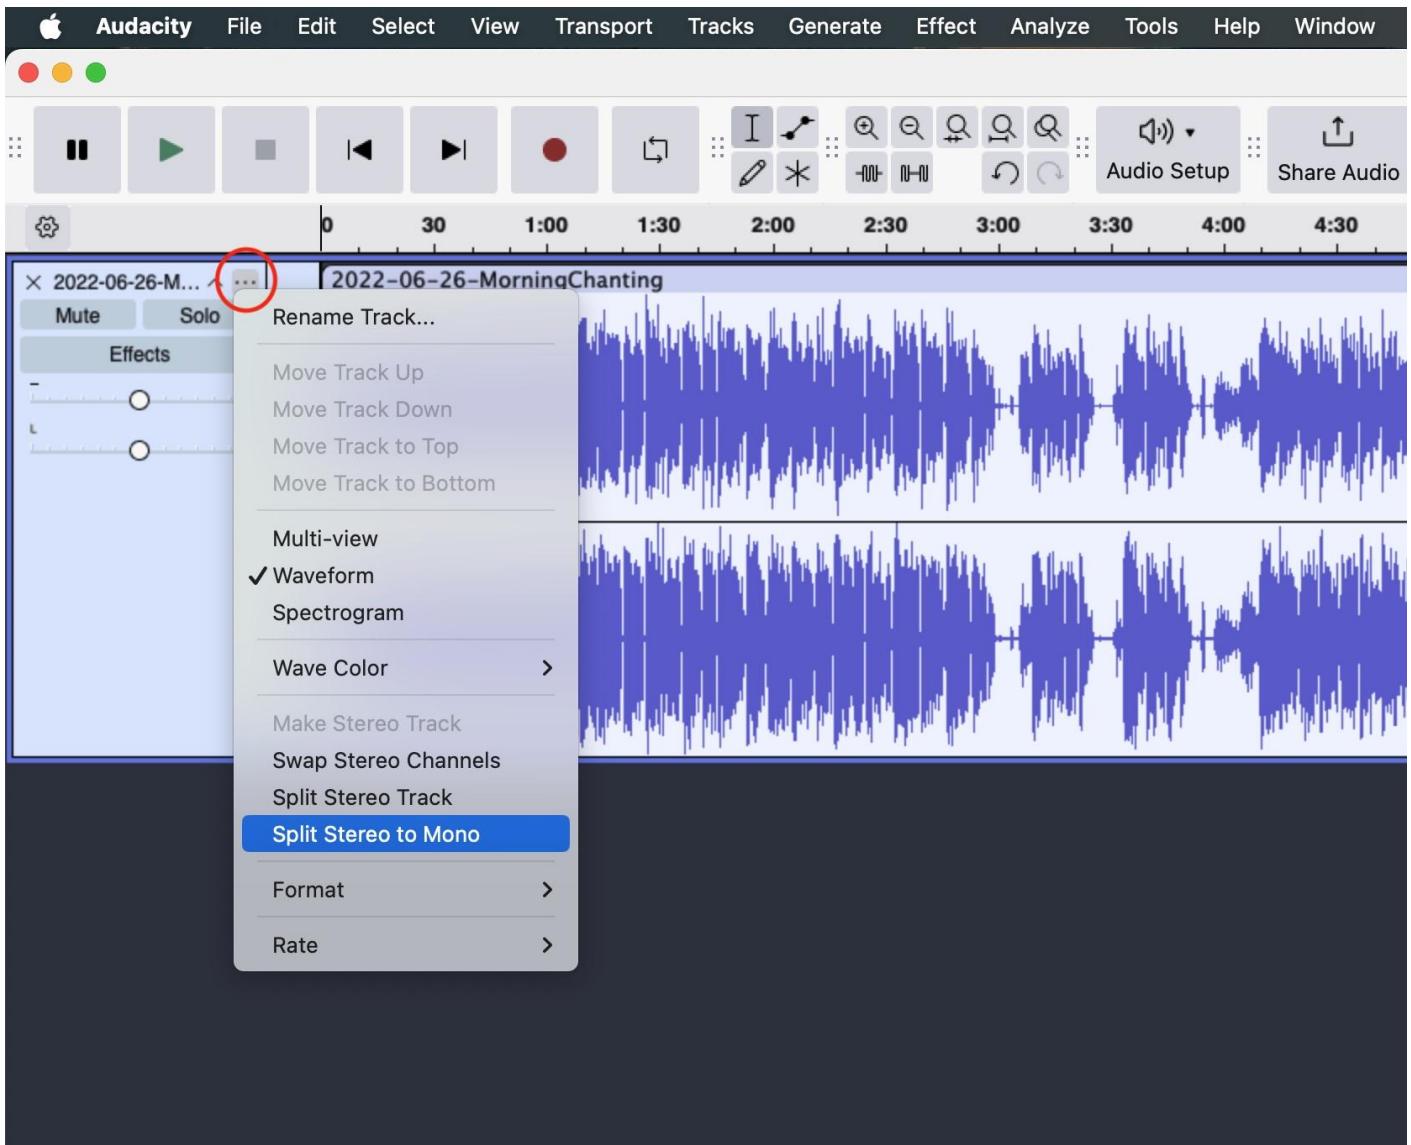 Audacity File Edit Select View Transport Tracks Generate Effect Analyze Tools Help Window
Audio Setup
Share Audio
0 30 1:00 1:30 2:00 2:30 3:00 3:30 4:00 4:30
2022-06-26-M...
2022-06-26-MorningChanting
Mute Solo
Effects
L
Rename Track...
Move Track Up
Move Track Down
Move Track to Top
Move Track to Bottom
Multi-view
✓ Waveform
Spectrogram
Wave Color
Make Stereo Track
Swap Stereo Channels
Split Stereo Track
Split Stereo to Mono
Format
Rate